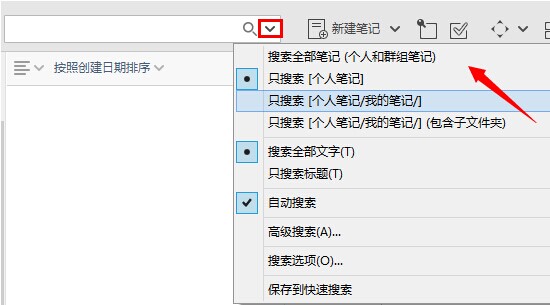 新建笔记
按照创建日期排序
搜索全部笔记 (个人和群组笔记)
只搜索 [个人笔记]
只搜索 [个人笔记/我的笔记/]
只搜索 [个人笔记/我的笔记/] (包含子文件夹)
搜索全部文字(T)
只搜索标题(T)
自动搜索
高级搜索(A)...
搜索选项(O)...
保存到快速搜索